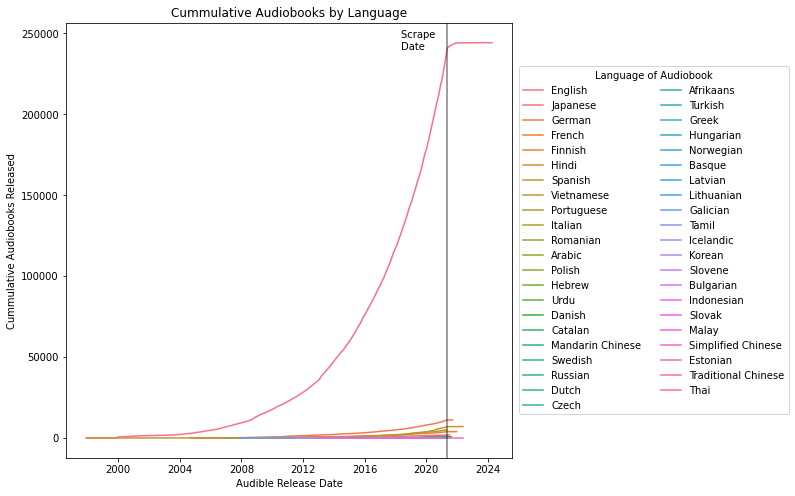 Cummulative Audiobooks by Language
Scrape
Date
250000
200000
150000
100000
50000
0
Cummulative Audiobooks Released
2000 2004 2008 2012 2016 2020 2024
Audible Release Date
Language of Audiobook
English
Japanese
German
French
Finnish
Hindi
Spanish
Vietnamese
Portuguese
Italian
Romanian
Arabic
Polish
Hebrew
Urdu
Danish
Catalan
Mandarin Chinese
Swedish
Russian
Dutch
Czech
Afrikaans
Turkish
Greek
Hungarian
Norwegian
Basque
Latvian
Lithuanian
Galician
Tamil
Icelandic
Korean
Slovene
Bulgarian
Indonesian
Slovak
Malay
Simplified Chinese
Estonian
Traditional Chinese
Thai